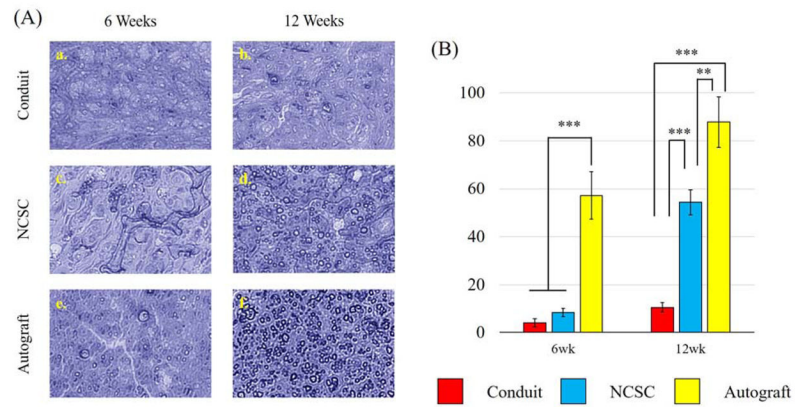 (A)
6 Weeks
12 Weeks
Conduit
a.
b.
NCSC
c.
d.
Autograft
e.
f.
(B)
100
80
60
40
20
0
***
***
***
**
6wk
12wk
Conduit
NCSC
Autograft